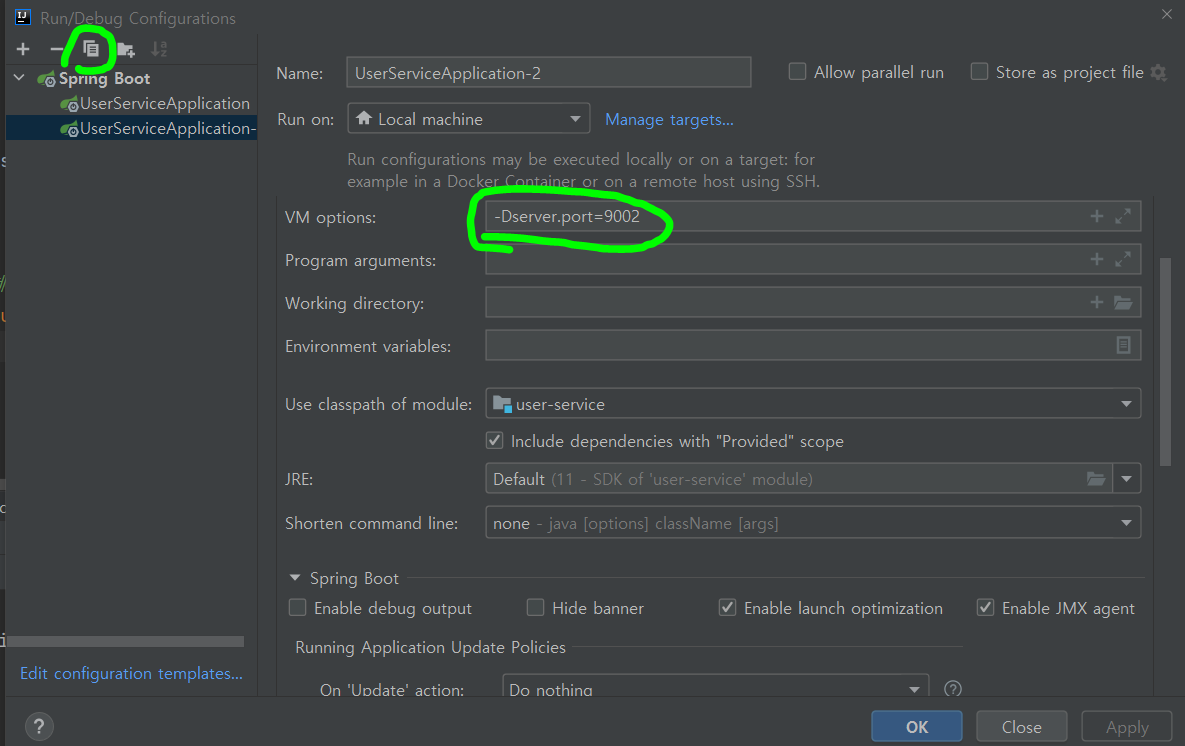 Run/Debug Configurations
Spring Boot
UserServiceApplication
UserServiceApplication-
Name: UserServiceApplication-2 Allow parallel run Store as project file
Run on: Local machine Manage targets...
Run configurations may be executed locally or on a target: for
example in a Docker Container or on a remote host using SSH.
VM options: -Dserver.port=9002
Program arguments:
Working directory:
Environment variables:
Use classpath of module: user-service
Include dependencies with "Provided" scope
JRE: Default (11 - SDK of 'user-service' module)
Shorten command line: none - java [options] className [args]
Spring Boot
Enable debug output Hide banner Enable launch optimization Enable JMX agent
Running Application Update Policies
On 'Update' action: Do nothing
Edit configuration templates...
? OK Close Apply